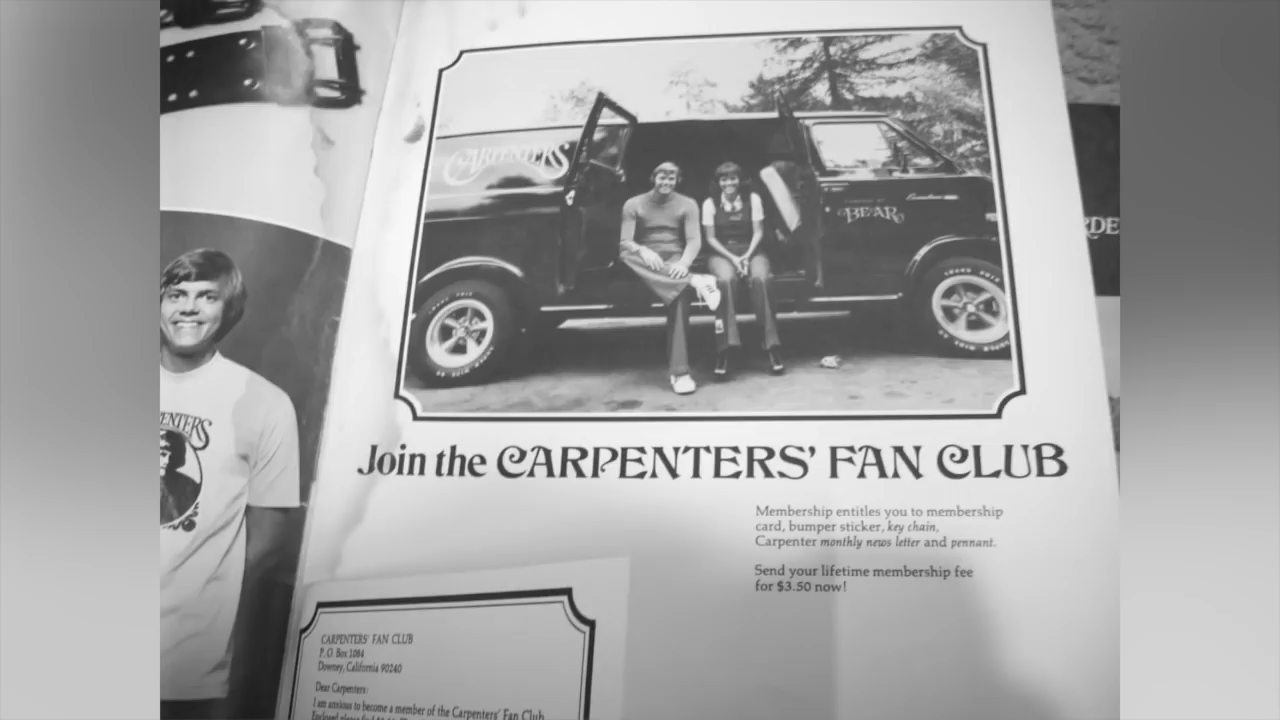 CARPENTERS
BEAR
RDE
ENTERS
Join the CARPENTERS' FAN CLUB
Membership entitles you to membership
card, bumper sticker, key chain,
Carpenter monthly news letter and pennant.
Send your lifetime membership fee
for $3.50 now!
CARPENTERS' FAN CLUB
P. O. Box 1084
Downey, California 90240
Dear Carpenters:
I am anxious to become a member of the Carpenters' Fan Club